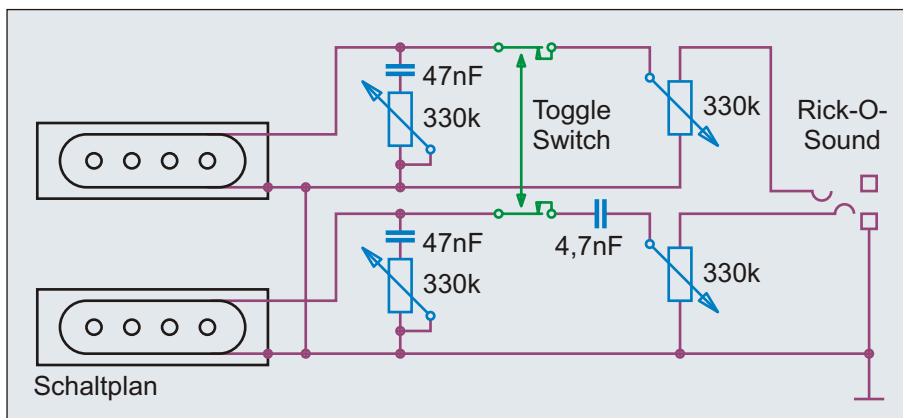 47nF
330k
Toggle
Switch
330k
Rick-O-
Sound
47nF
330k
4,7nF
330k
Schaltplan